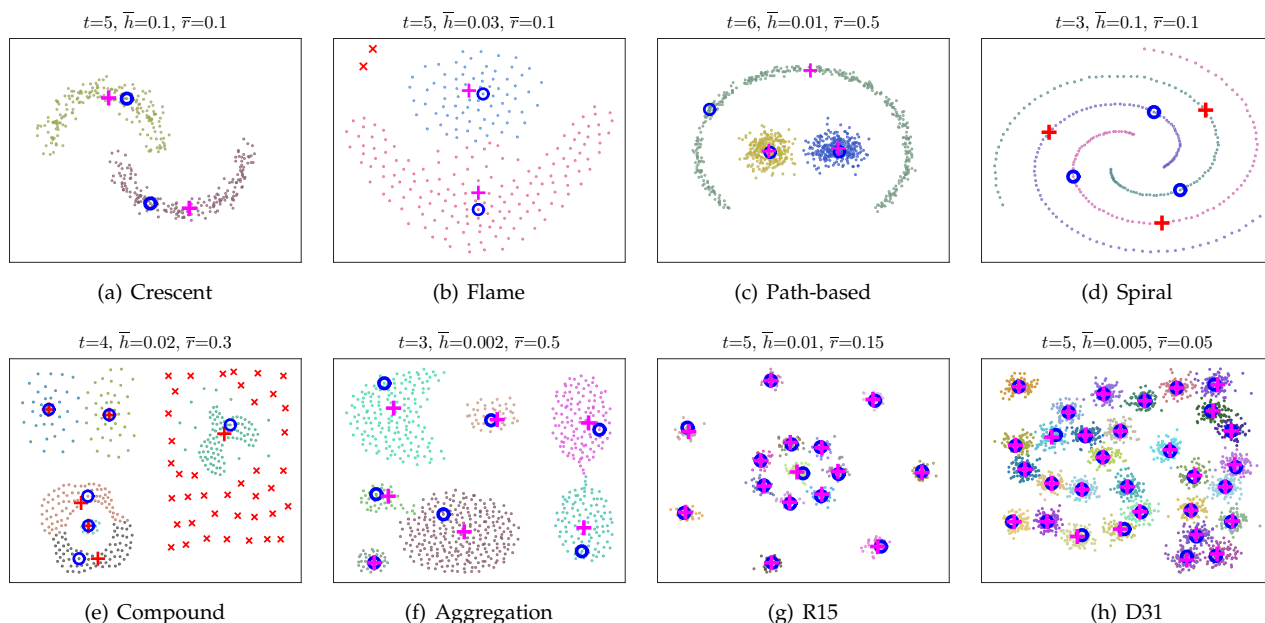 t=5, h̅=0.1, r̅=0.1
t=5, h̅=0.03, r̅=0.1
t=6, h̅=0.01, r̅=0.5
t=3, h̅=0.1, r̅=0.1
(a) Crescent
(b) Flame
(c) Path-based
(d) Spiral
t=4, h̅=0.02, r̅=0.3
t=3, h̅=0.002, r̅=0.5
t=5, h̅=0.01, r̅=0.15
t=5, h̅=0.005, r̅=0.05
(e) Compound
(f) Aggregation
(g) R15
(h) D31